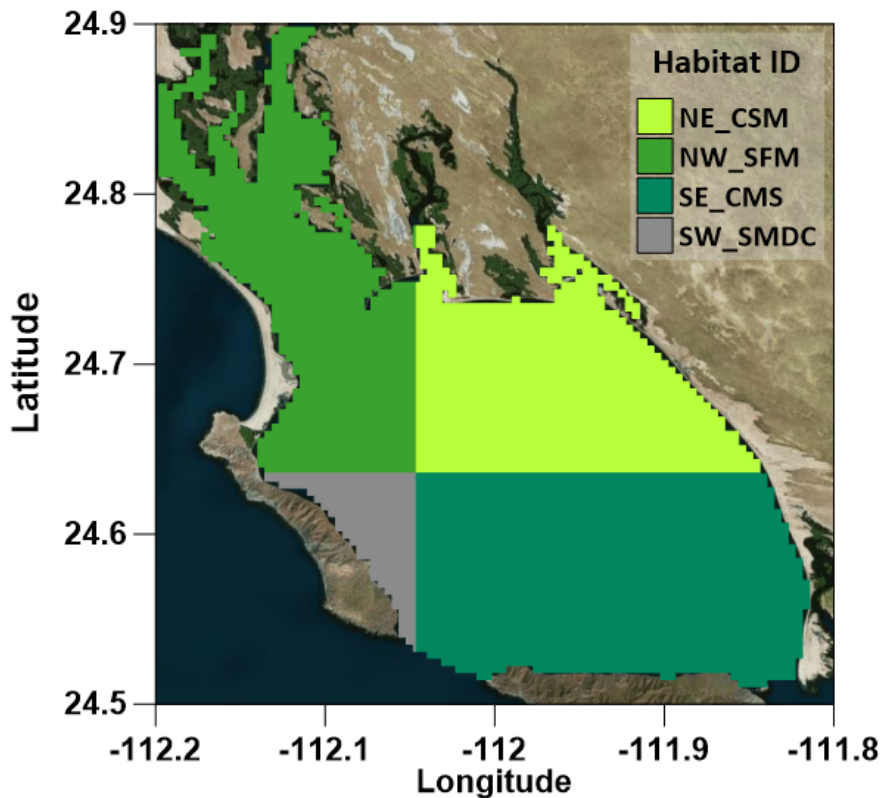 24.9
24.8
24.7
24.6
24.5
Latitude
Habitat ID
NE_CSM
NW_SFM
SE_CMS
SW_SMDC
-112.2 -112.1 -112 -111.9 -111.8
Longitude